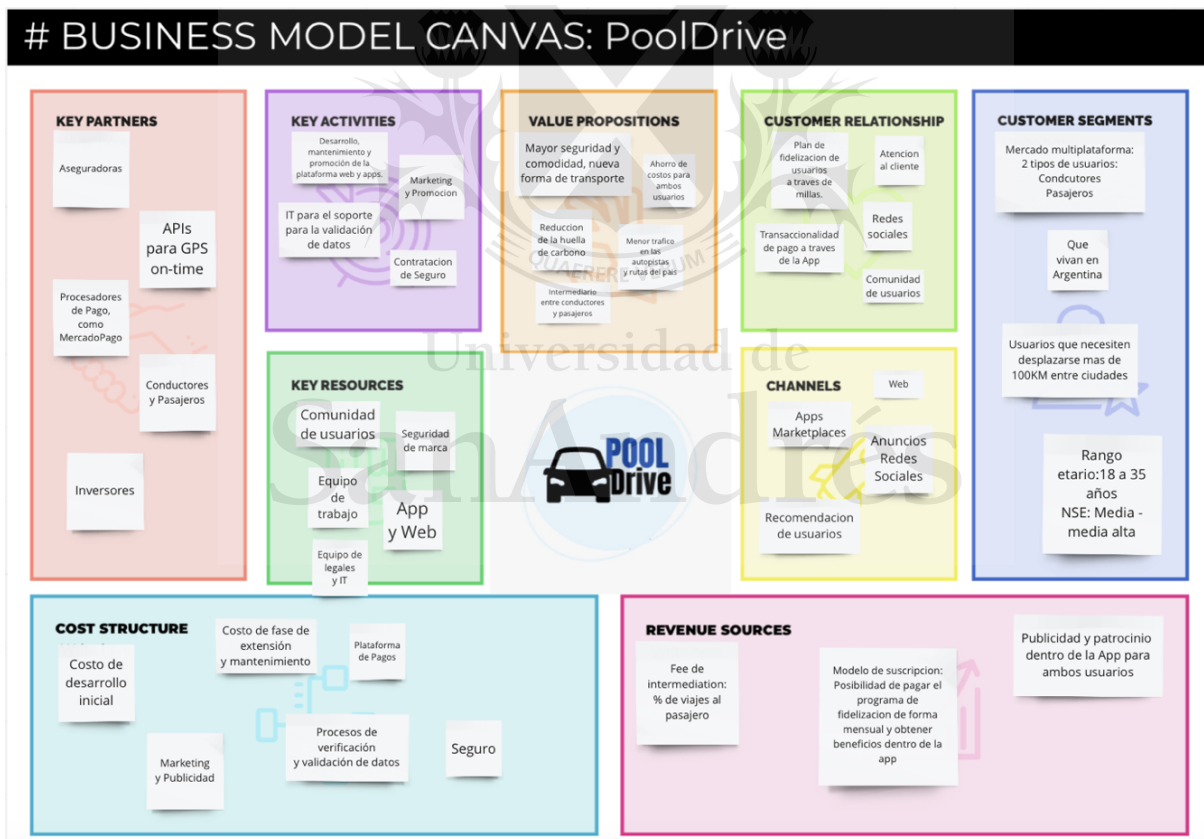 # BUSINESS MODEL CANVAS: PoolDrive
KEY PARTNERS
Aseguradoras
APIs
para GPS
on-time
Procesadores
de Pago,
como
MercadoPago
Conductores
y Pasajeros
Inversores
KEY ACTIVITIES
Desarrollo,
mantenimiento y
promoción de la
plataforma web y apps.
Marketing
y Promocion
IT para el soporte
para la validación
de datos
Contratacion
de Seguro
KEY RESOURCES
Comunidad
de usuarios
Seguridad
de marca
Equipo
de
trabajo
App
y Web
Equipo de
legales
y IT
VALUE PROPOSITIONS
Mayor seguridad y
comodidad, nueva
forma de transporte
Ahorro de
costos para
ambos
usuarios
Reduccion
de la huella
de carbono
Menor trafico
en las
autopistas
y rutas del país
Intermediario
entre conductores
y pasajeros
QUAERERE VERUM
Universidad de
SanAndrés
POOL
Drive
CUSTOMER RELATIONSHIP
Plan de
fidelizacion de
usuarios
a través de
millas.
Atencion
al cliente
Redes
sociales
Transaccionalidad
de pago a traves
de la App
Comunidad
de usuarios
CHANNELS
Web
Apps
Marketplaces
Anuncios
Redes
Sociales
Recomendacion
de usuarios
CUSTOMER SEGMENTS
Mercado multiplataforma:
2 tipos de usuarios:
Condcutores
Pasajeros
Que
vivan en
Argentina
Usuarios que necesiten
desplazarse mas de
100KM entre ciudades
Rango
etario:18 a 35
años
NSE: Media -
media alta
COST STRUCTURE
Costo de
desarrollo
inicial
Costo de fase de
extensión
y mantenimiento
Plataforma
de Pagos
Marketing
y Publicidad
Procesos de
verificación
y validación de datos
Seguro
REVENUE SOURCES
Fee de
intermediation:
% de viajes al
pasajero
Modelo de suscripcion:
Posibilidad de pagar el
programa de
fidelizacion de forma
mensual y obtener
beneficios dentro de la
app
Publicidad y patrocinio
dentro de la App para
ambos usuarios